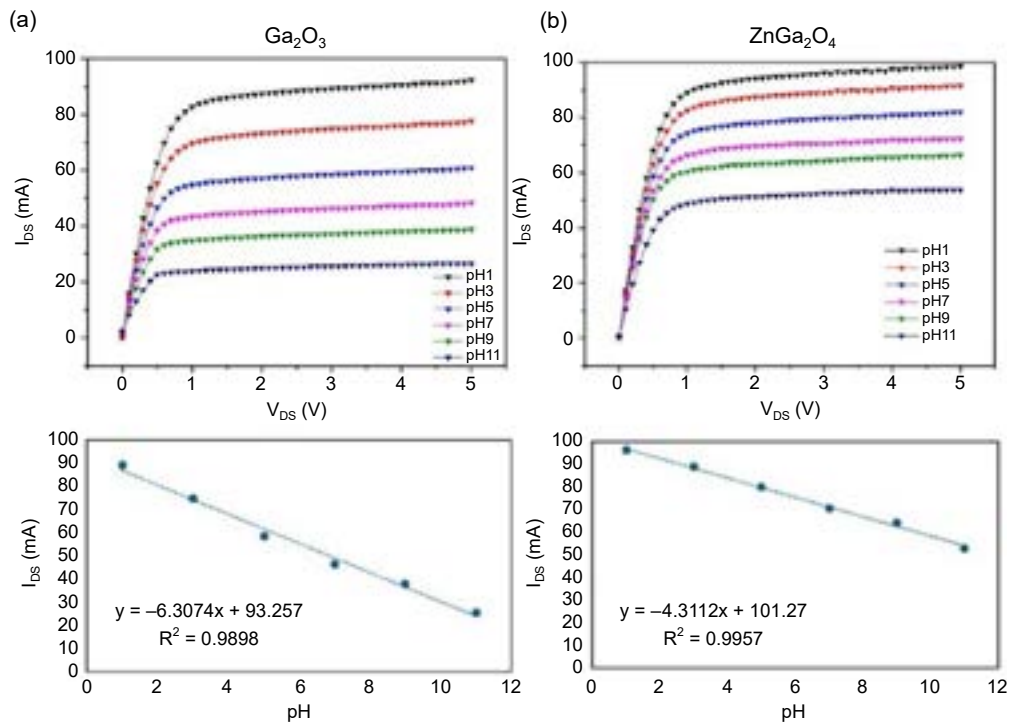 (a)
Ga2O3
100
80
60
40
20
0
IDS (mA)
pH1
pH3
pH5
pH7
pH9
pH11
0 1 2 3 4 5
VDS (V)
(b)
ZnGa2O4
100
80
60
40
20
0
IDS (mA)
pH1
pH3
pH5
pH7
pH9
pH11
0 1 2 3 4 5
VDS (V)
100
90
80
70
60
50
40
30
20
10
0
IDS (mA)
y = –6.3074x + 93.257
R2 = 0.9898
0 2 4 6 8 10 12
pH
100
90
80
70
60
50
40
30
20
10
0
IDS (mA)
y = –4.3112x + 101.27
R2 = 0.9957
0 2 4 6 8 10 12
pH